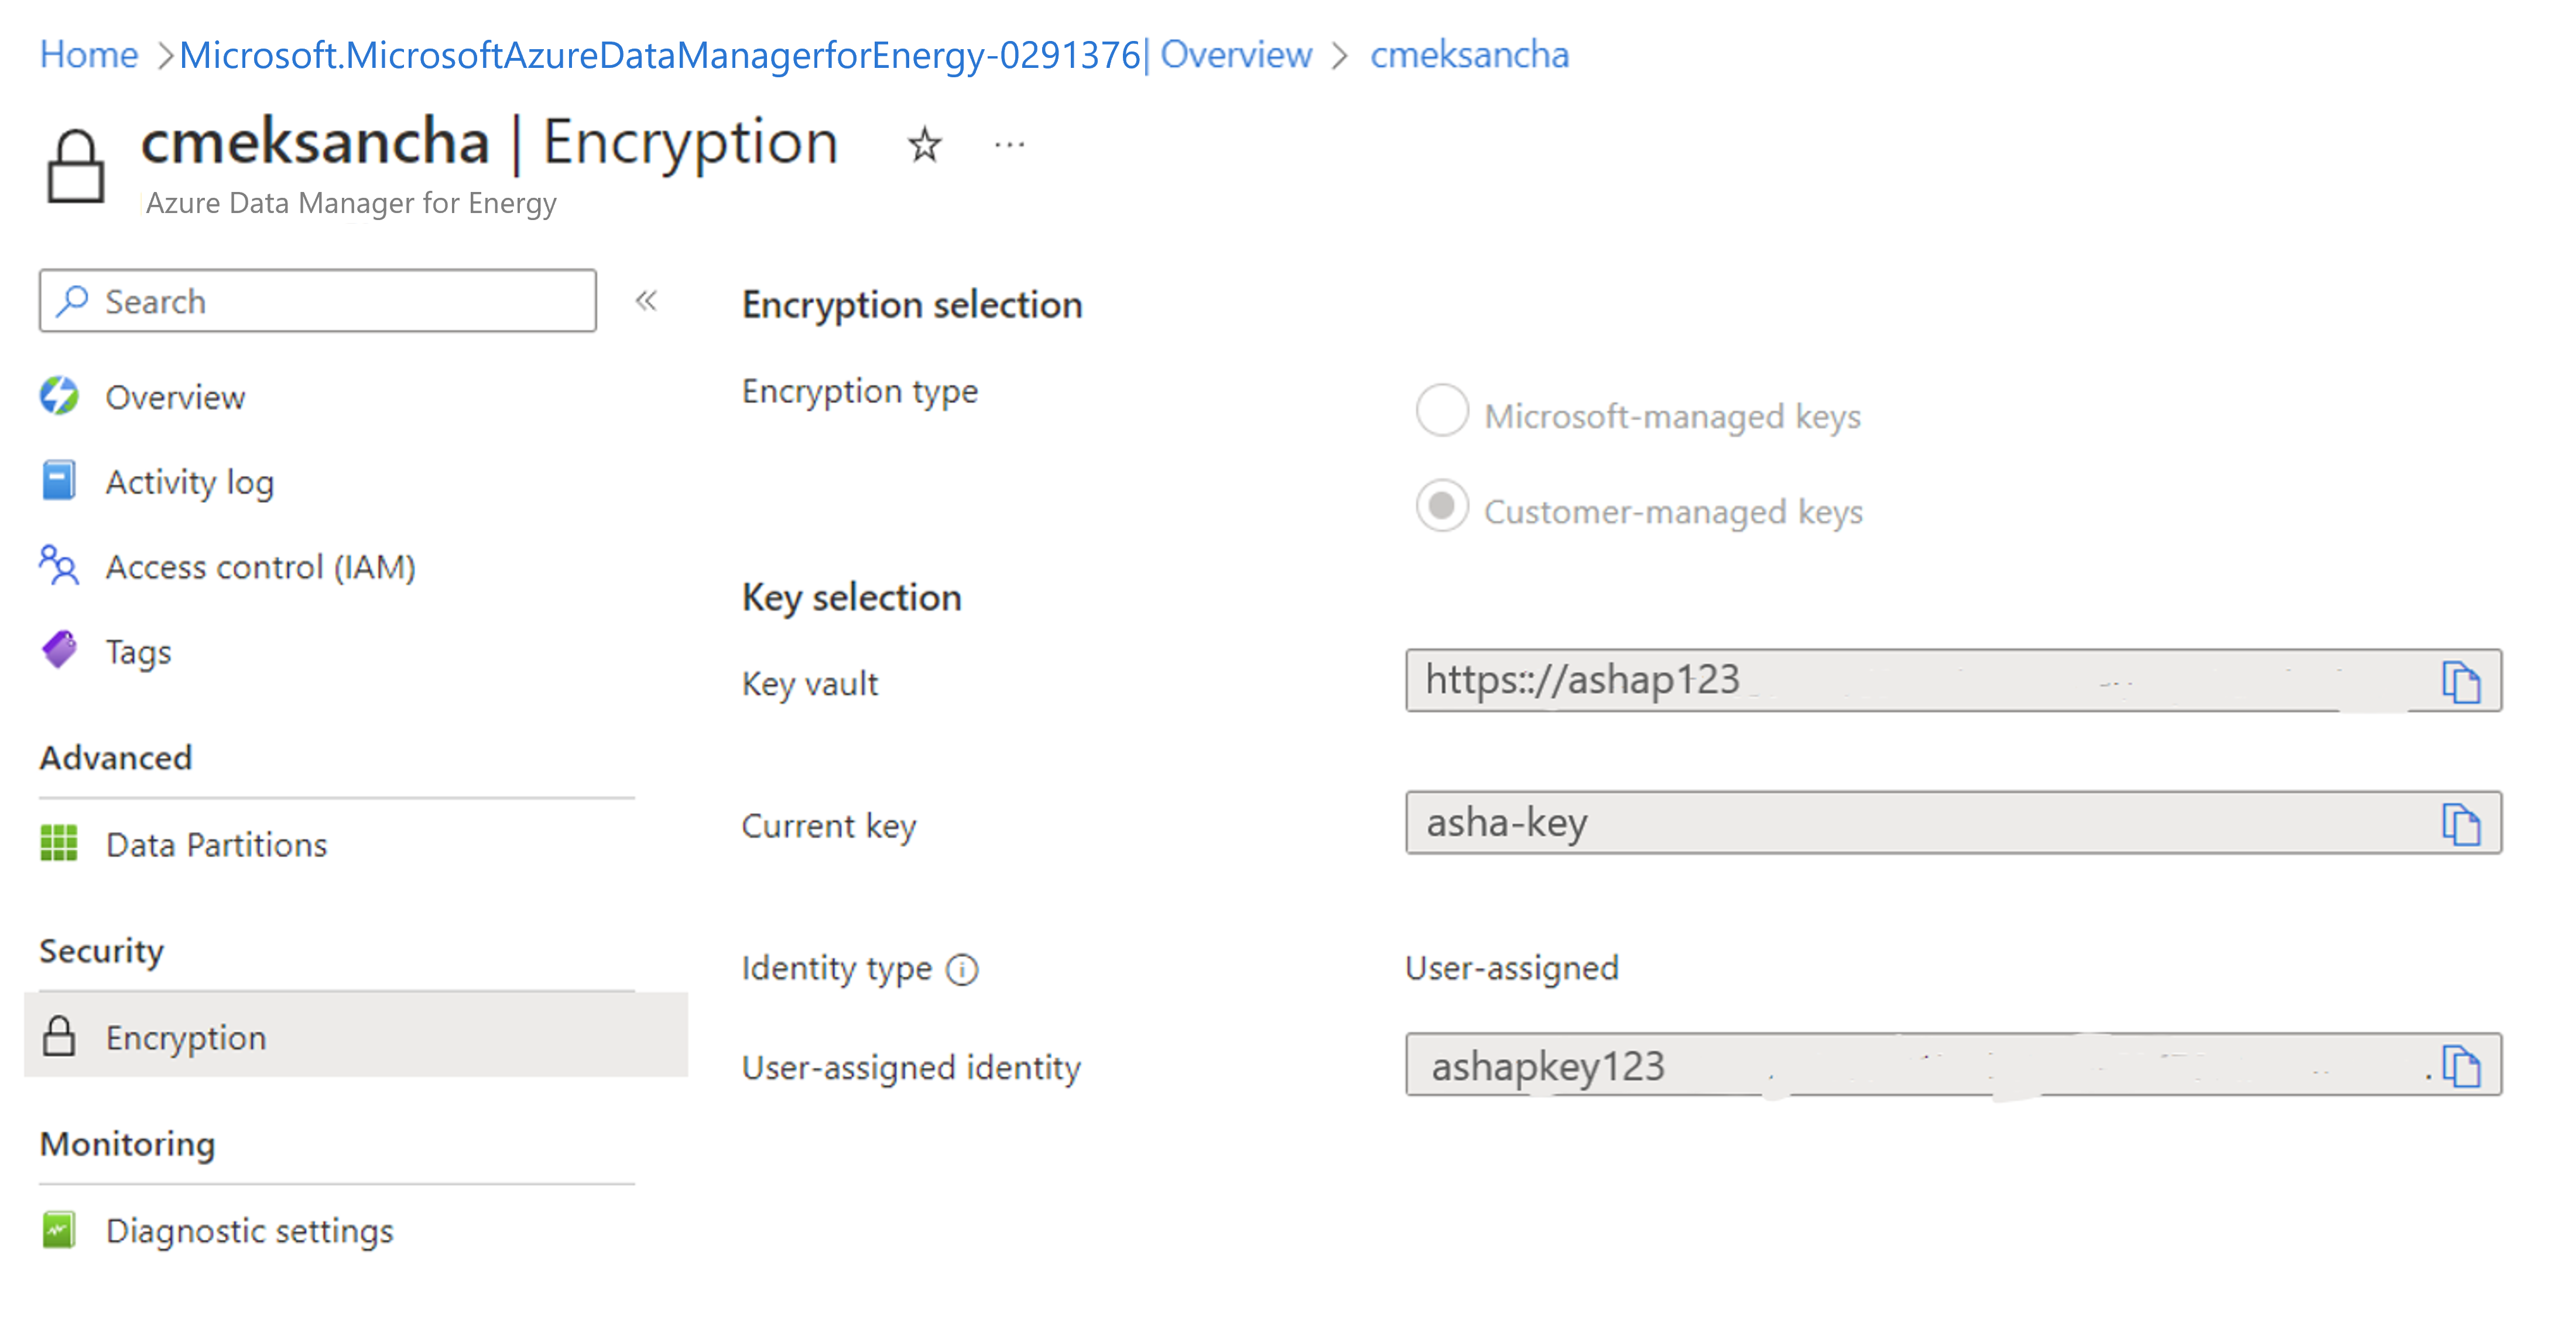 Home > Microsoft.MicrosoftAzureDataManagerforEnergy-0291376| Overview > cmeksancha
cmeksancha | Encryption ☆ ...
Azure Data Manager for Energy
Search «
Overview
Activity log
Access control (IAM)
Tags
Advanced
Data Partitions
Security
Encryption
Monitoring
Diagnostic settings
Encryption selection
Encryption type
Microsoft-managed keys
Customer-managed keys
Key selection
Key vault https:://ashap123
Current key asha-key
Identity type User-assigned
User-assigned identity ashapkey123